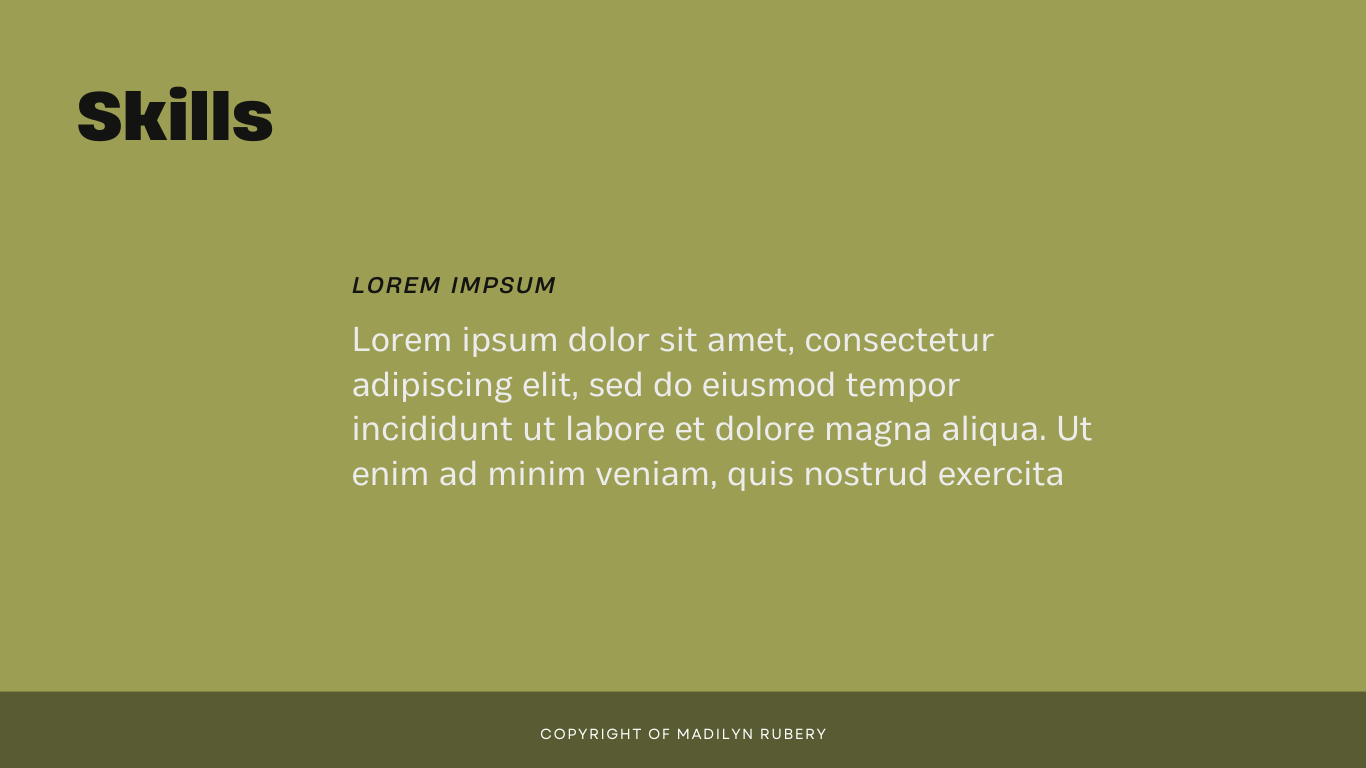 Skills
LOREM IMPSUM
Lorem ipsum dolor sit amet, consectetur
adipiscing elit, sed do eiusmod tempor
incididunt ut labore et dolore magna aliqua. Ut
enim ad minim veniam, quis nostrud exercita
COPYRIGHT OF MADILYN RUBERY